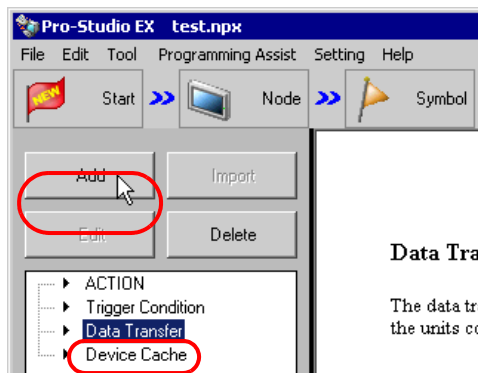 Pro-Studio EX test.npx
File Edit Tool Programming Assist Setting Help
NEW Start Node Symbol
Add Import
Edit Delete
ACTION
Trigger Condition
Data Transfer
Device Cache
Data Tra
The data tr
the units co